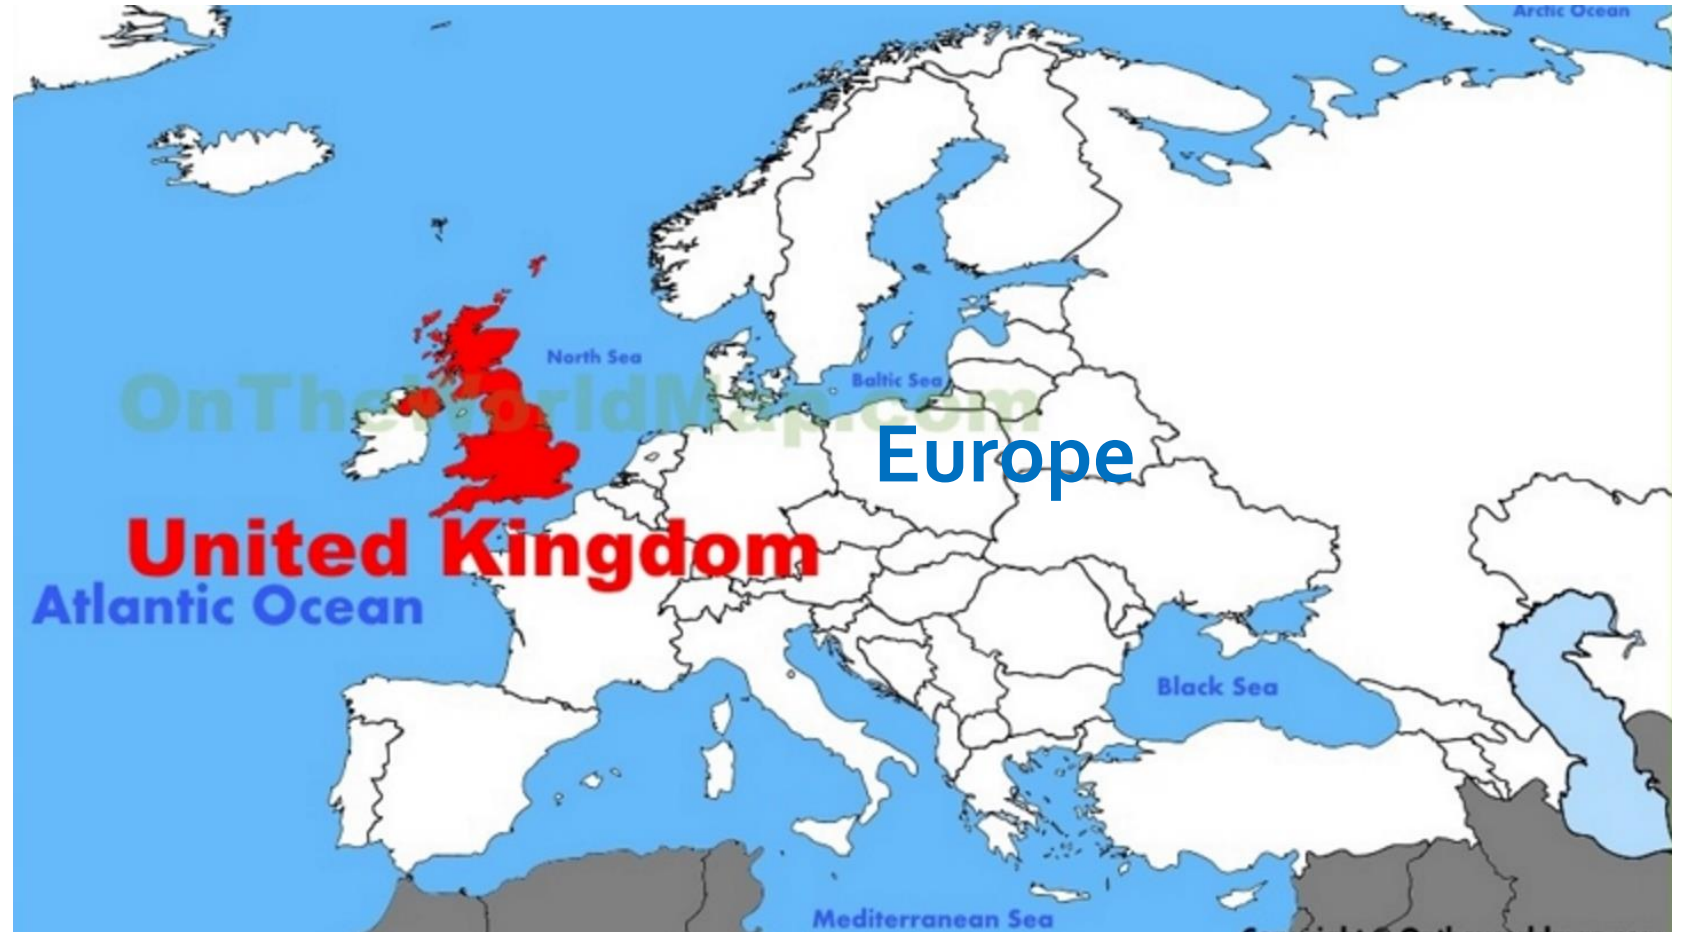 Arctic Ocean
North Sea
Baltic Sea
OnTheWorldMap.com
Europe
United Kingdom
Atlantic Ocean
Black Sea
Mediterranean Sea